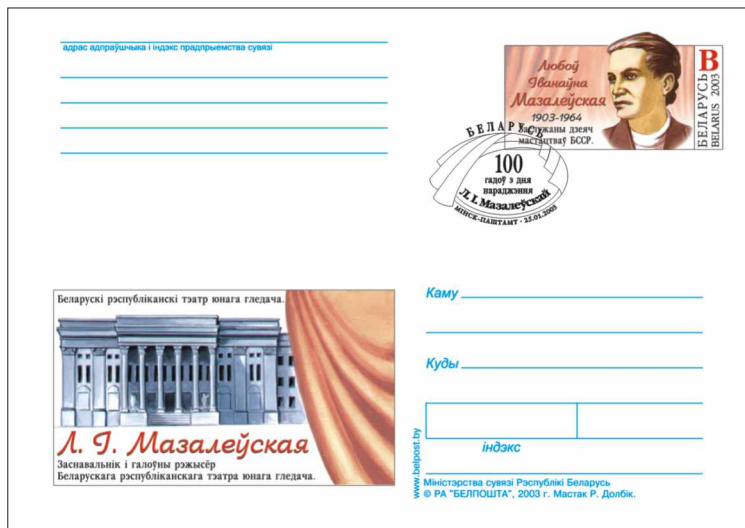 адрас адпраўшчыка і індэкс прадпрыемства сувязі
Любоў
Іванаўна
Мазалеўская
1903-1964
Заслужаны дзеяч
мастацтваў БССР.
В
БЕЛАРУСЬ
BELARUS 2003
БЕЛАРУСЬ
100
гадоў з дня
нараджэння
Л.І.Мазалеўскай
МІНСК-ПАШТАМТ · 25.01.2003
Беларускі рэспубліканскі тэатр юнага гледача.
Л. І. Мазалеўская
Заснавальнік і галоўны рэжысёр
Беларускага рэспубліканскага тэатра юнага гледача.
Каму
Куды
індэкс
www.belpost.by
Міністэрства сувязі Рэспублікі Беларусь
© РА "БЕЛПОШТА", 2003 г. Мастак Р. Долбік.